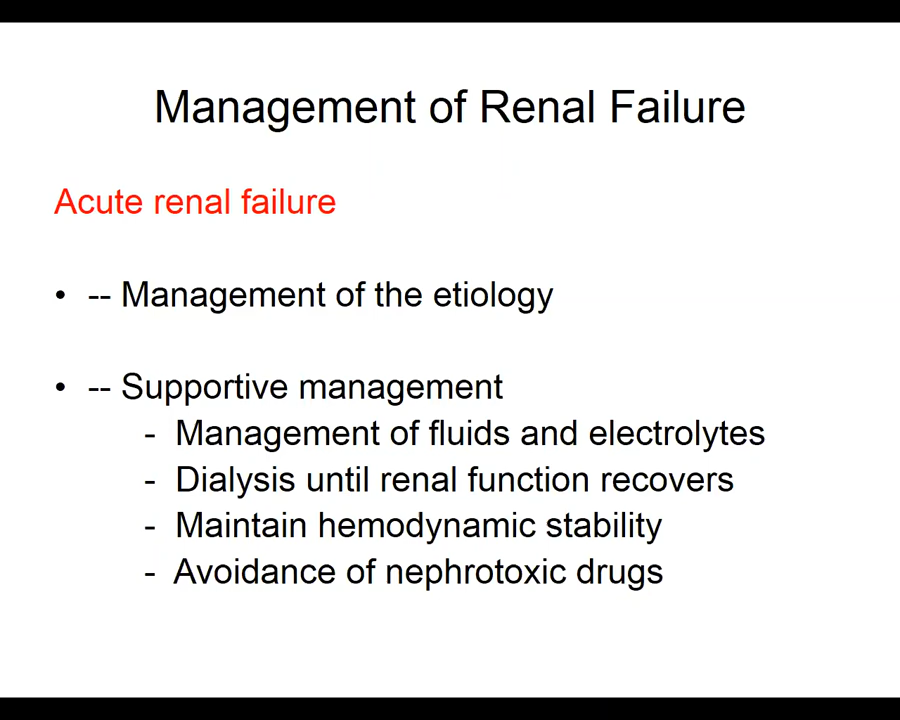 Management of Renal Failure
Acute renal failure
• -- Management of the etiology
• -- Supportive management
- Management of fluids and electrolytes
- Dialysis until renal function recovers
- Maintain hemodynamic stability
- Avoidance of nephrotoxic drugs